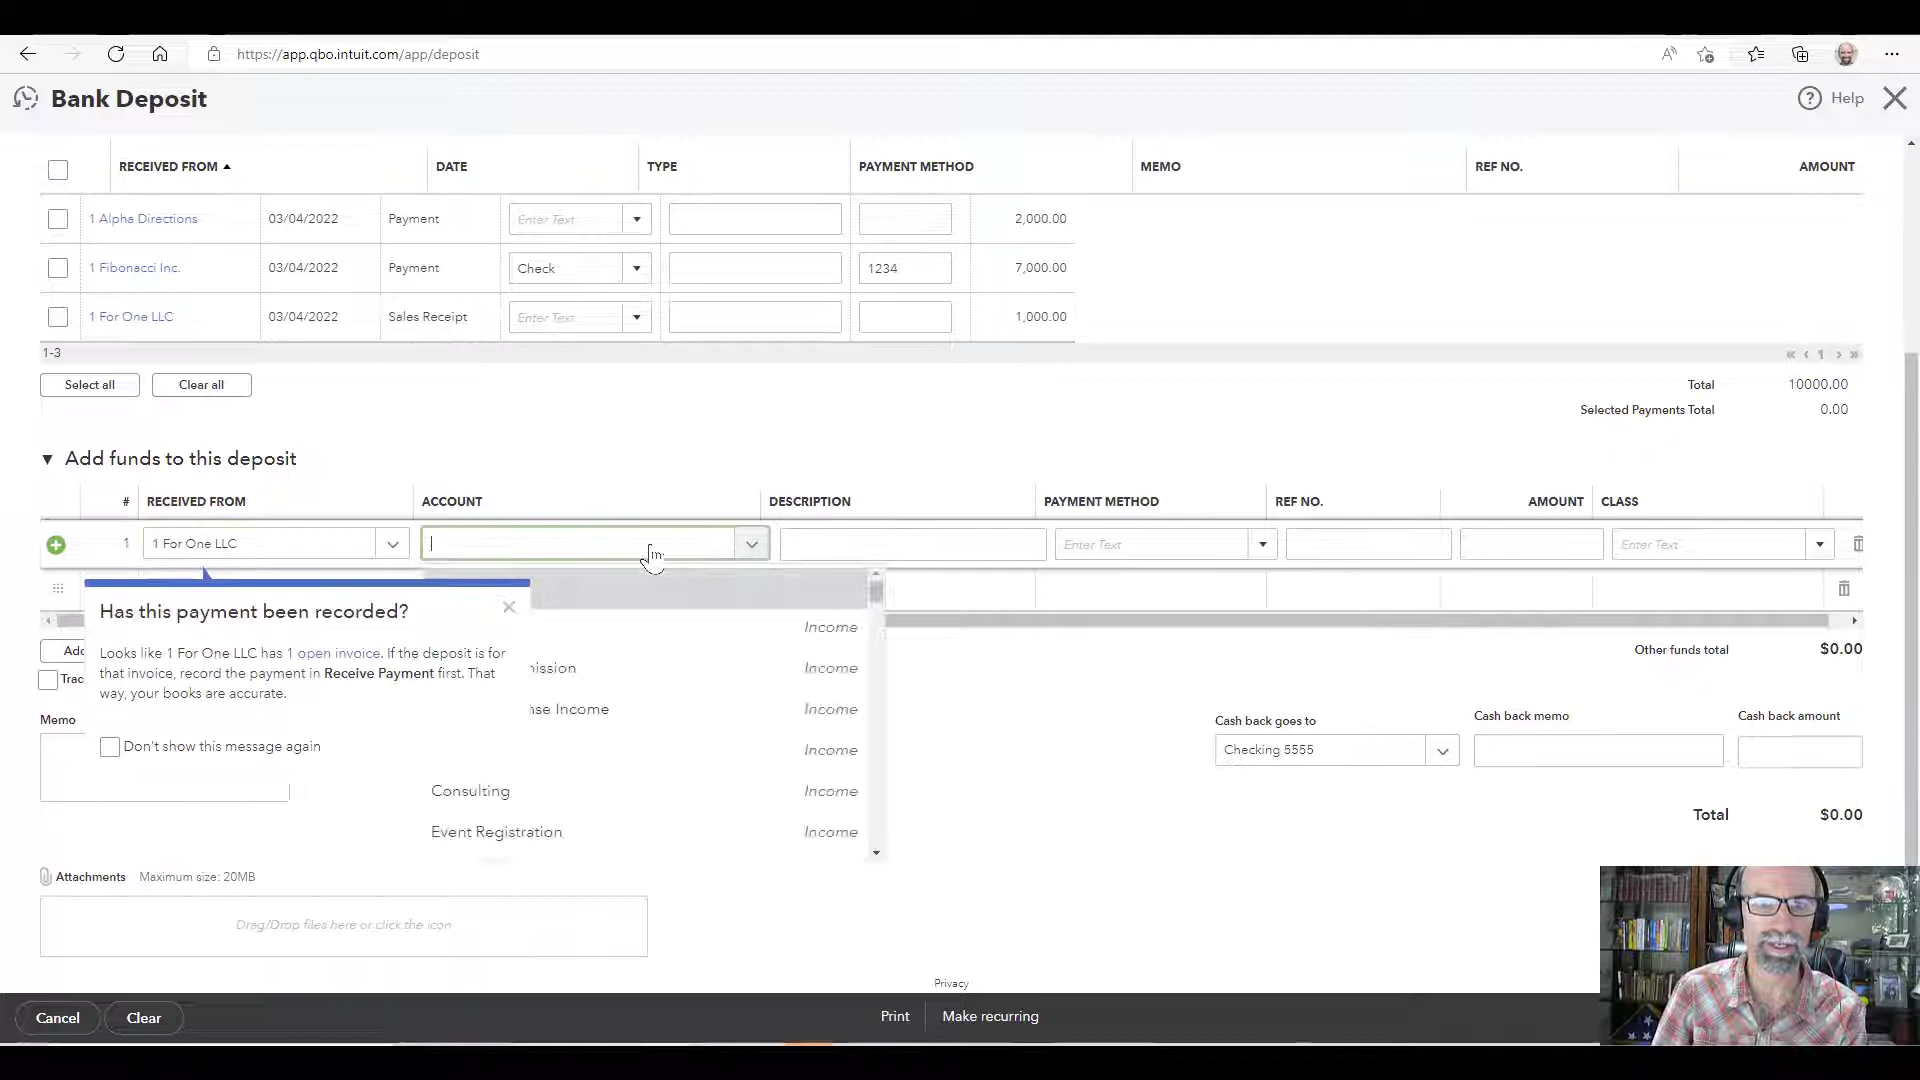 https://app.qbo.intuit.com/app/deposit
Bank Deposit
Help
RECEIVED FROM DATE TYPE PAYMENT METHOD MEMO REF NO. AMOUNT
1 Alpha Directions 03/04/2022 Payment Enter Text 2,000.00
1 Fibonacci Inc. 03/04/2022 Payment Check 1234 7,000.00
1 For One LLC 03/04/2022 Sales Receipt Enter Text 1,000.00
1-3
« ‹ 1 › »
Select all Clear all
Total 10000.00
Selected Payments Total 0.00
Add funds to this deposit
# RECEIVED FROM ACCOUNT DESCRIPTION PAYMENT METHOD REF NO. AMOUNT CLASS
1 1 For One LLC Enter Text Enter Text
Has this payment been recorded?
Looks like 1 For One LLC has 1 open invoice. If the deposit is for
that invoice, record the payment in Receive Payment first. That
way, your books are accurate.
Don't show this message again
Income
Income
Income Income
Income
Consulting Income
Event Registration Income
Other funds total $0.00
Memo
Cash back goes to Cash back memo Cash back amount
Checking 5555
Total $0.00
Attachments Maximum size: 20MB
Drag/Drop files here or click the icon
Privacy
Cancel Clear Print Make recurring